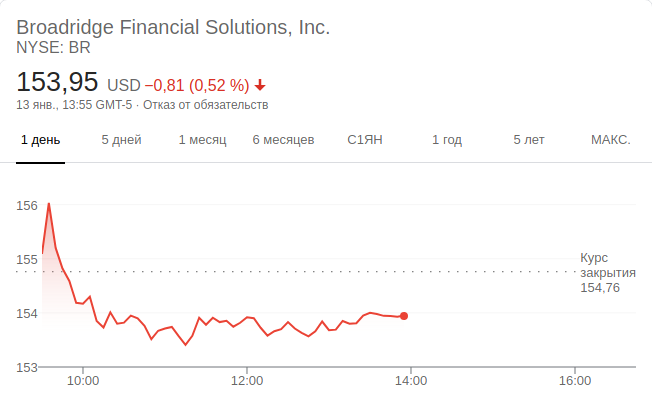 Broadridge Financial Solutions, Inc.
NYSE: BR
153,95 USD −0,81 (0,52 %)
13 янв., 13:55 GMT-5 · Отказ от обязательств
1 день 5 дней 1 месяц 6 месяцев С1ЯН 1 год 5 лет МАКС.
156
155
154
153
Курс
закрытия
154,76
10:00 12:00 14:00 16:00